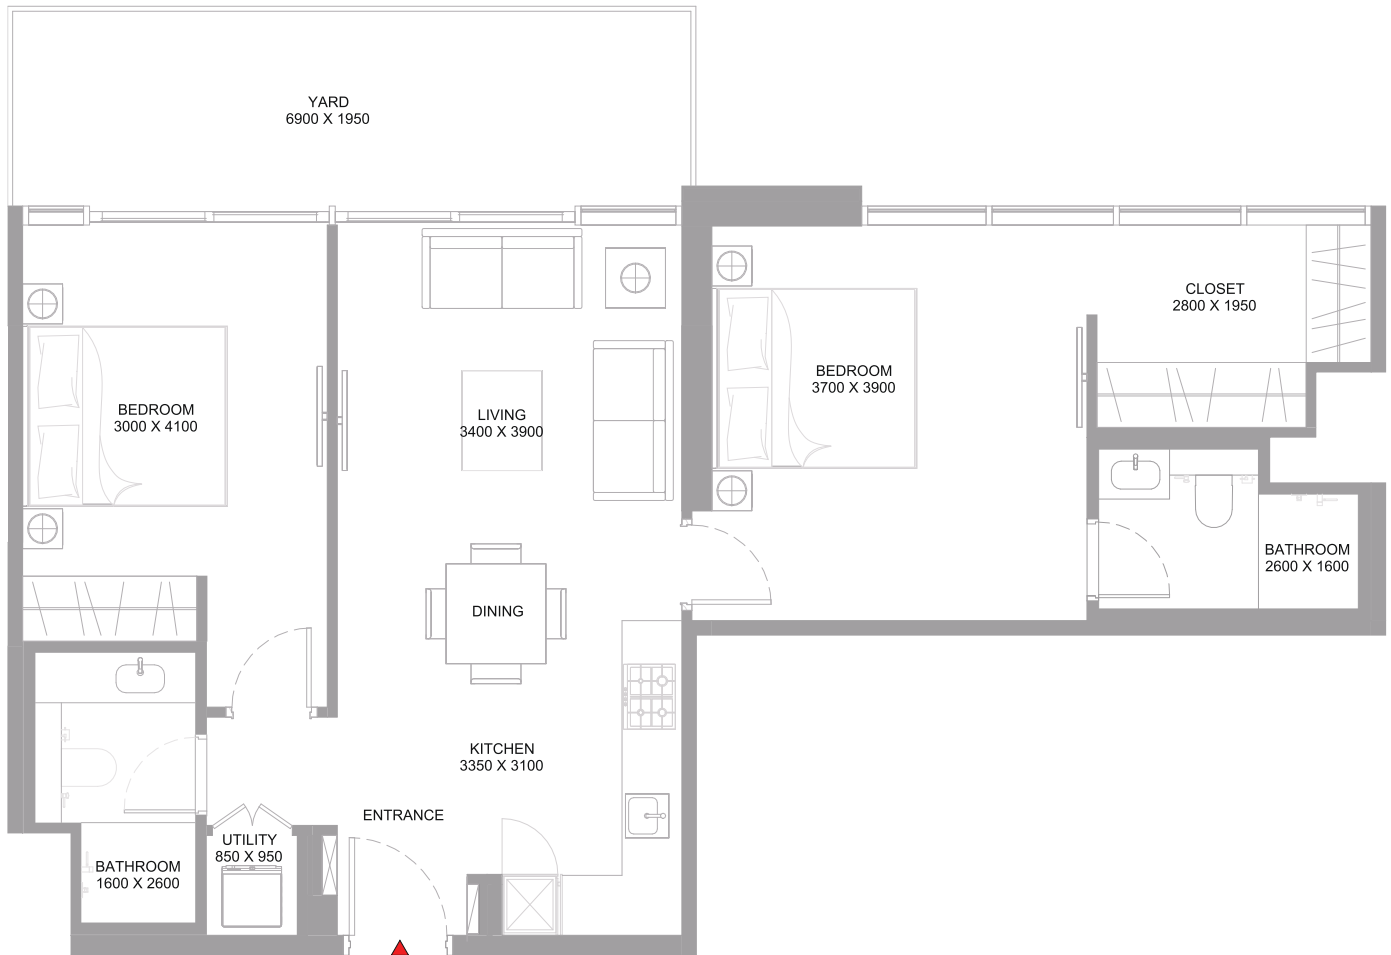 YARD
6900 X 1950
CLOSET
2800 X 1950
BEDROOM
3700 X 3900
BEDROOM
3000 X 4100
LIVING
3400 X 3900
BATHROOM
2600 X 1600
DINING
KITCHEN
3350 X 3100
ENTRANCE
UTILITY
850 X 950
BATHROOM
1600 X 2600